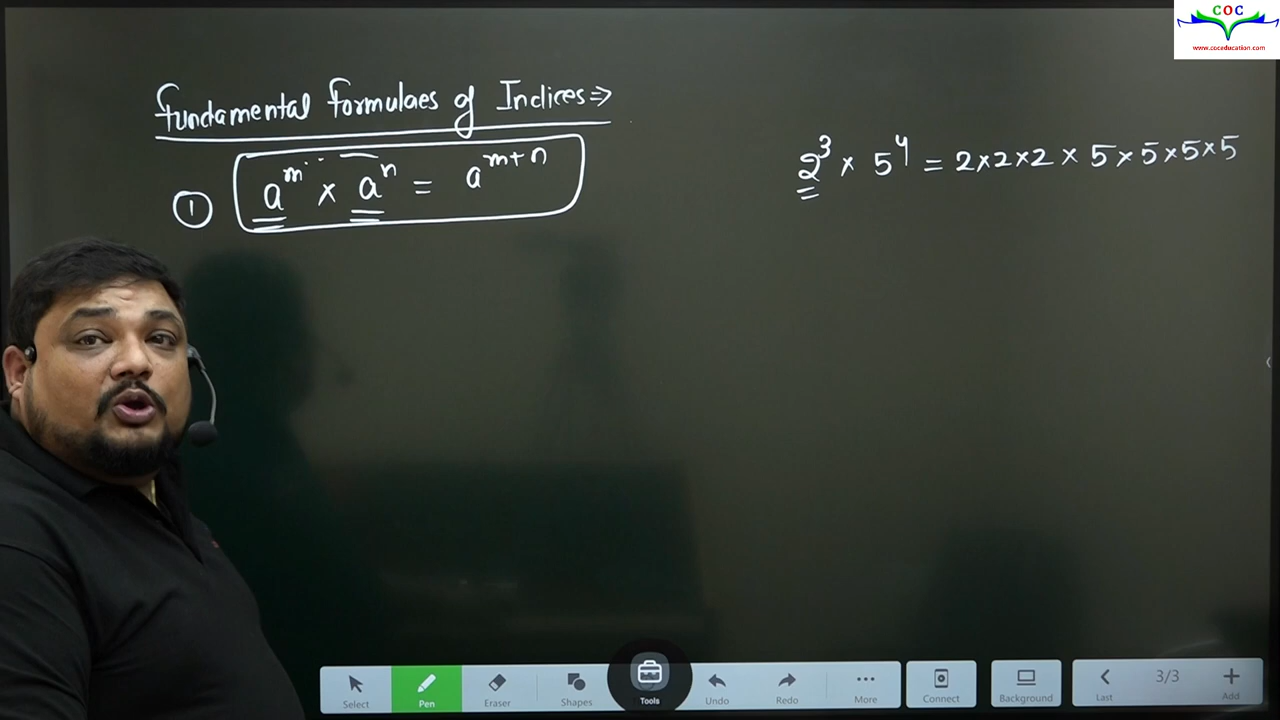 COC
www.coceducation.com
Fundamental Formulaes of Indices⇒
① a^m × a^n = a^{m+n}
2^3 × 5^4 = 2×2×2 × 5×5×5×5
Select Pen Eraser Shapes Tools Undo Redo More Connect Background Last 3/3 Add